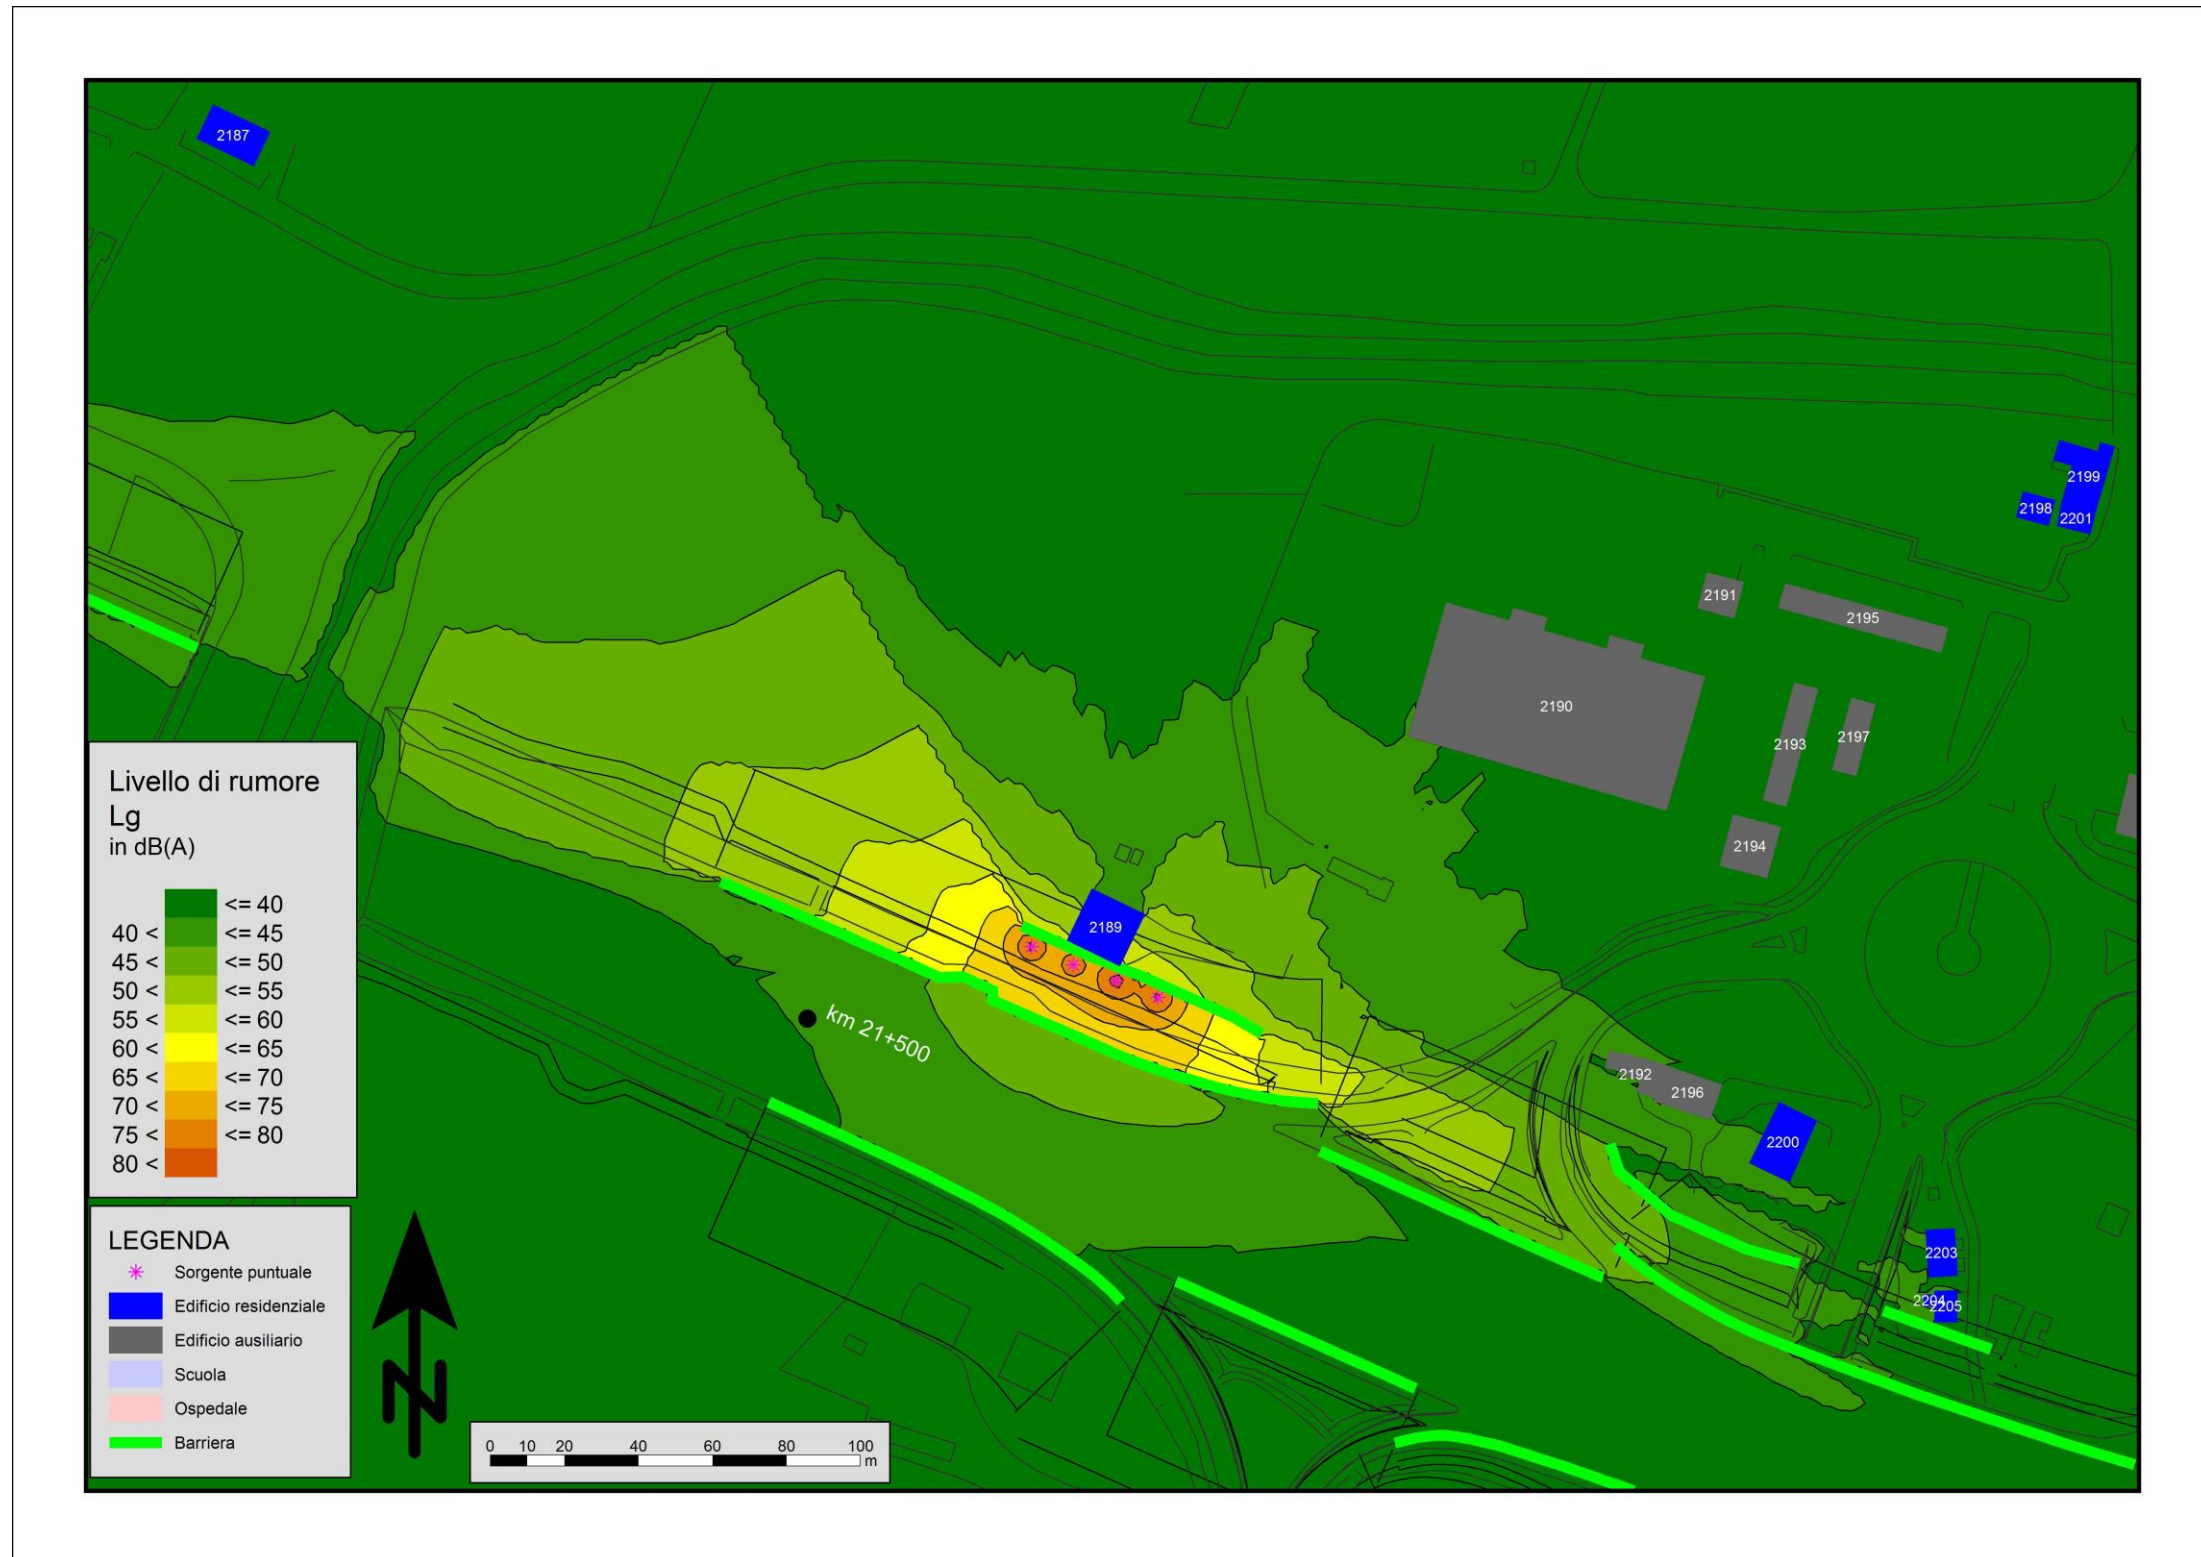 2187
2199
2198
2201
2191
2195
2190
2193
2197
2194
2189
km 21+500
2192
2196
2200
2203
2204
2205
Livello di rumore
Lg
in dB(A)
<= 40
40 < <= 45
45 < <= 50
50 < <= 55
55 < <= 60
60 < <= 65
65 < <= 70
70 < <= 75
75 < <= 80
80 <
LEGENDA
Sorgente puntuale
Edificio residenziale
Edificio ausiliario
Scuola
Ospedale
Barriera
N
0 10 20 40 60 80 100
m